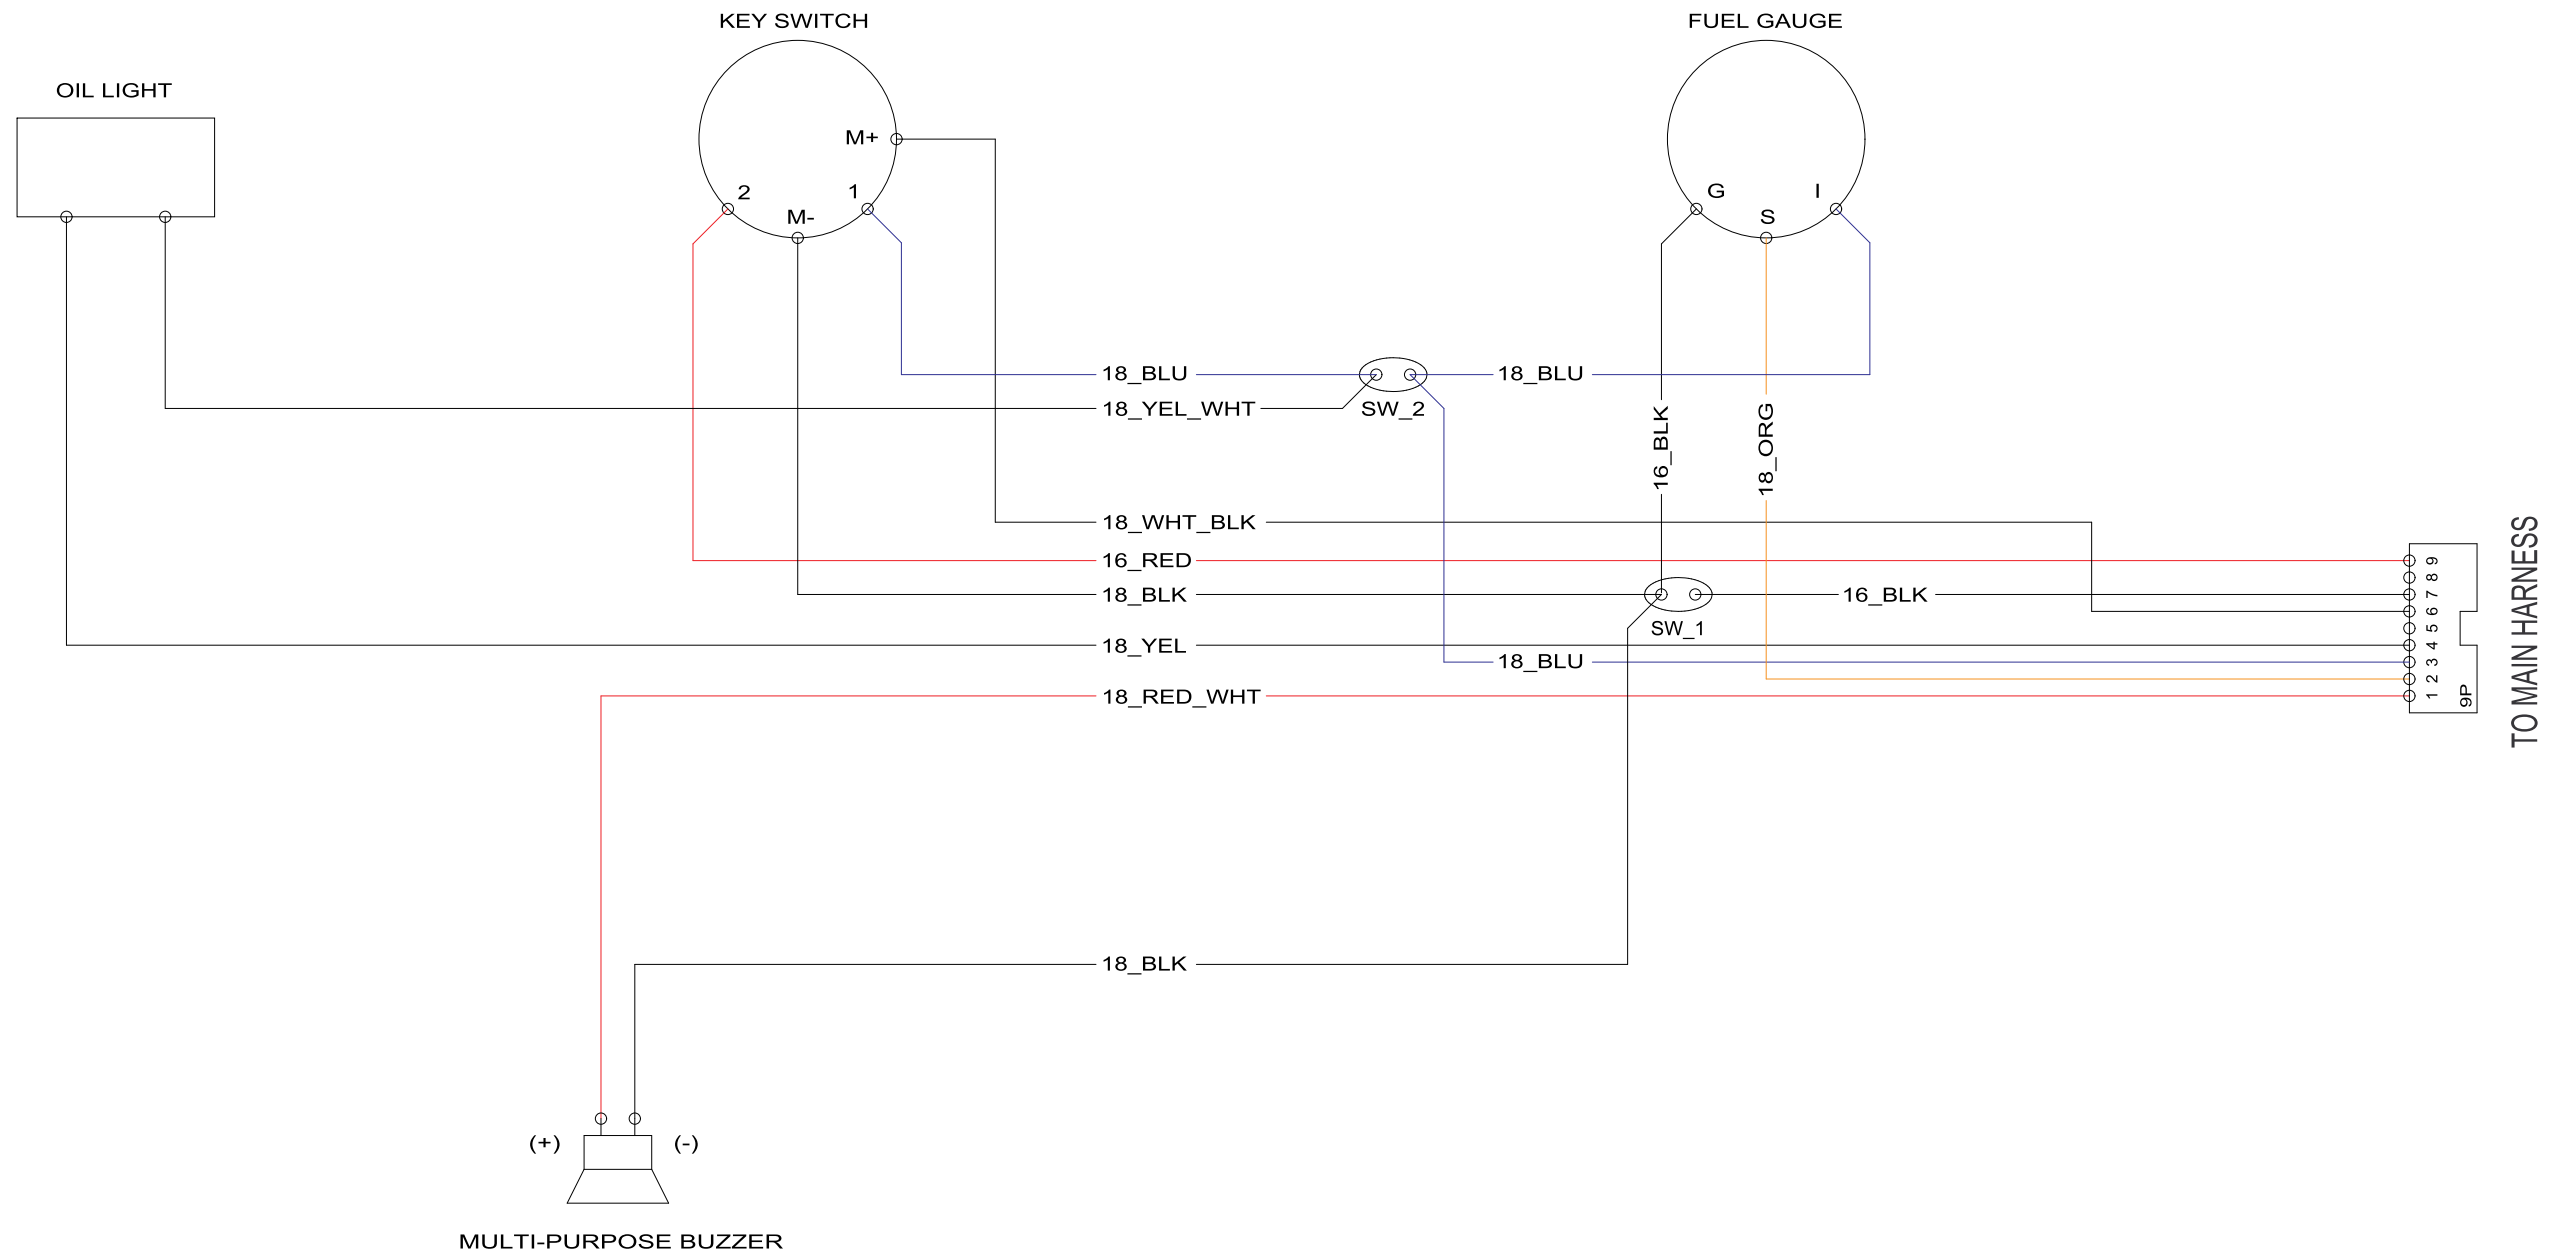 KEY SWITCH
FUEL GAUGE
OIL LIGHT
M+
2
1
M-
G
I
S
18_BLU
18_BLU
18_YEL_WHT
SW_2
16_BLK
18_ORG
18_WHT_BLK
16_RED
18_BLK
16_BLK
SW_1
18_YEL
18_BLU
18_RED_WHT
9
8
7
6
5
4
3
2
1
9P
TO MAIN HARNESS
18_BLK
(+)
(-)
MULTI-PURPOSE BUZZER